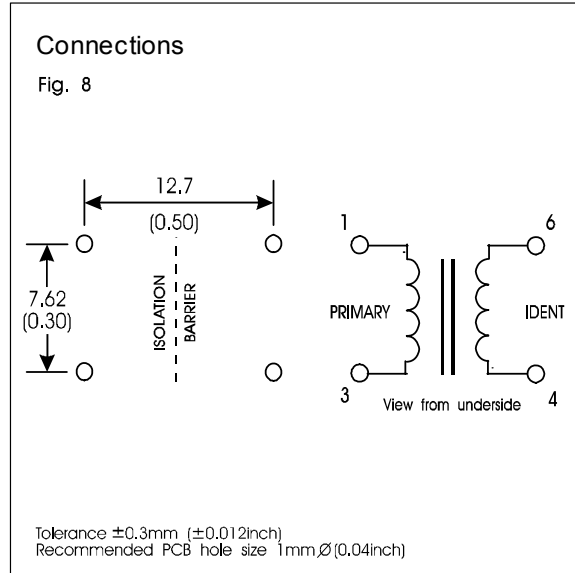 Connections
Fig. 8
12.7
(0.50)
7.62
(0.30)
ISOLATION
BARRIER
1
6
PRIMARY
IDENT
3
4
View from underside
Tolerance ±0.3mm (±0.012inch)
Recommended PCB hole size 1mmØ(0.04inch)